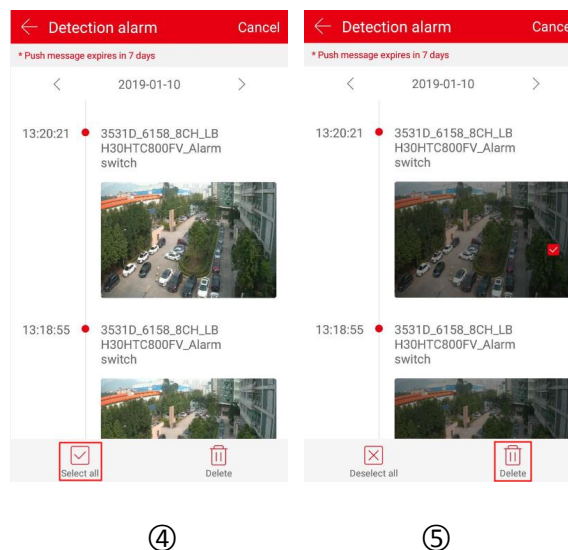 Detection alarm Cancel
* Push message expires in 7 days
< 2019-01-10 >
13:20:21 3531D_6158_8CH_LB
H30HTC800FV_Alarm
switch
13:18:55 3531D_6158_8CH_LB
H30HTC800FV_Alarm
switch
Select all Delete
④
Detection alarm Cance
* Push message expires in 7 days
< 2019-01-10 >
13:20:21 3531D_6158_8CH_LB
H30HTC800FV_Alarm
switch
13:18:55 3531D_6158_8CH_LB
H30HTC800FV_Alarm
switch
Deselect all Delete
⑤